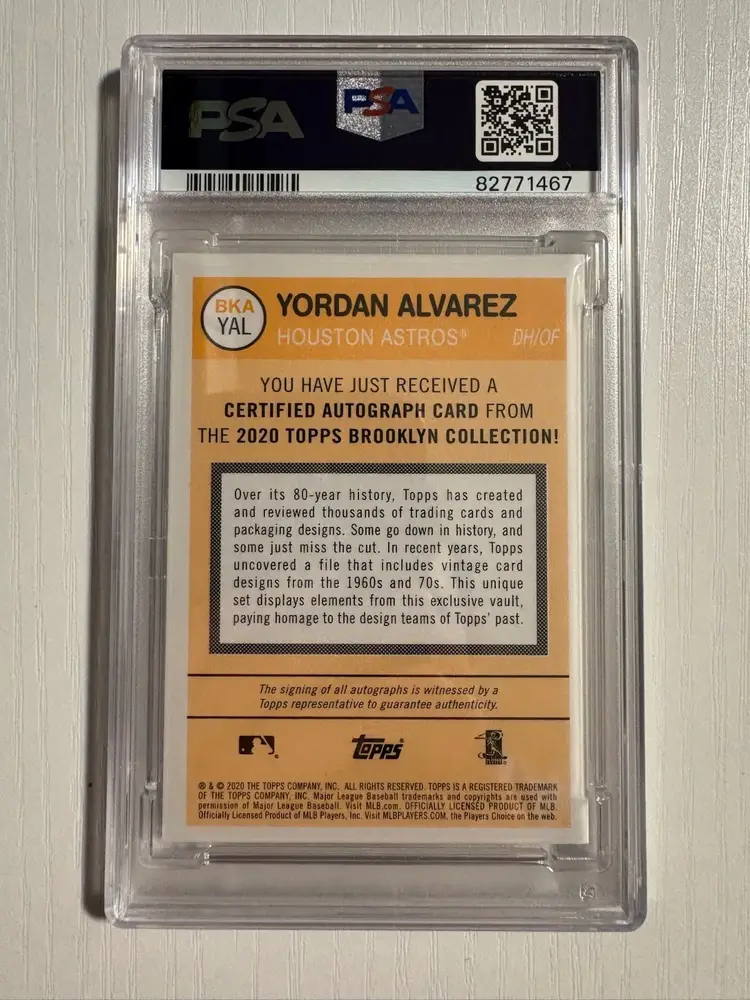 PSA
PSA
82771467
BKA
YAL
YORDAN ALVAREZ
HOUSTON ASTROS®
DH/OF
YOU HAVE JUST RECEIVED A
CERTIFIED AUTOGRAPH CARD FROM
THE 2020 TOPPS BROOKLYN COLLECTION!
Over its 80-year history, Topps has created
and reviewed thousands of trading cards and
packaging designs. Some go down in history, and
some just miss the cut. In recent years, Topps
uncovered a file that includes vintage card
designs from the 1960s and 70s. This unique
set displays elements from this exclusive vault,
paying homage to the design teams of Topps' past.
The signing of all autographs is witnessed by a
Topps representative to guarantee authenticity.
Topps®
® & © 2020 THE TOPPS COMPANY, INC. ALL RIGHTS RESERVED. TOPPS IS A REGISTERED TRADEMARK
OF THE TOPPS COMPANY, INC. Major League Baseball trademarks and copyrights are used with
permission of Major League Baseball. Visit MLB.com. OFFICIALLY LICENSED PRODUCT OF MLB
Officially Licensed Product of MLB Players, Inc. Visit MLBPLAYERS.COM, the Players Choice on the web.